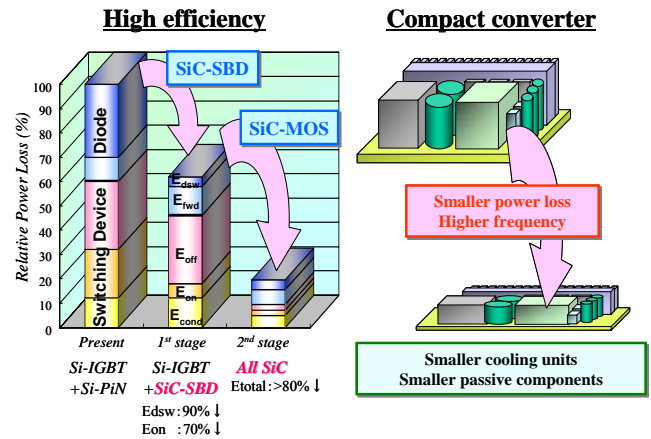 High efficiency
Compact converter
SiC-SBD
SiC-MOS
Relative Power Loss (%)
100
90
80
70
60
50
40
30
20
10
0
Diode
Switching Device
Edsw
Efwd
Eoff
Eon
Econd
Present
1st stage
2nd stage
Si-IGBT
+Si-PiN
Si-IGBT
+SiC-SBD
All SiC
Etotal:>80%↓
Edsw:90%↓
Eon :70%↓
Smaller power loss
Higher frequency
Smaller cooling units
Smaller passive components